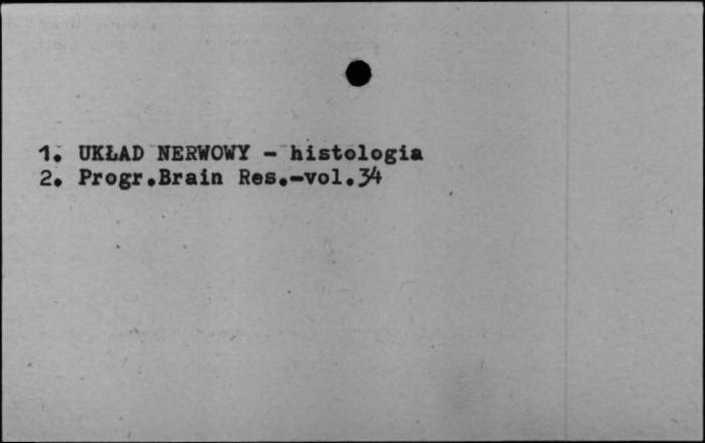 1. UKŁAD NERWOWY - histologia
2. Progr.Brain Res.-vol.34